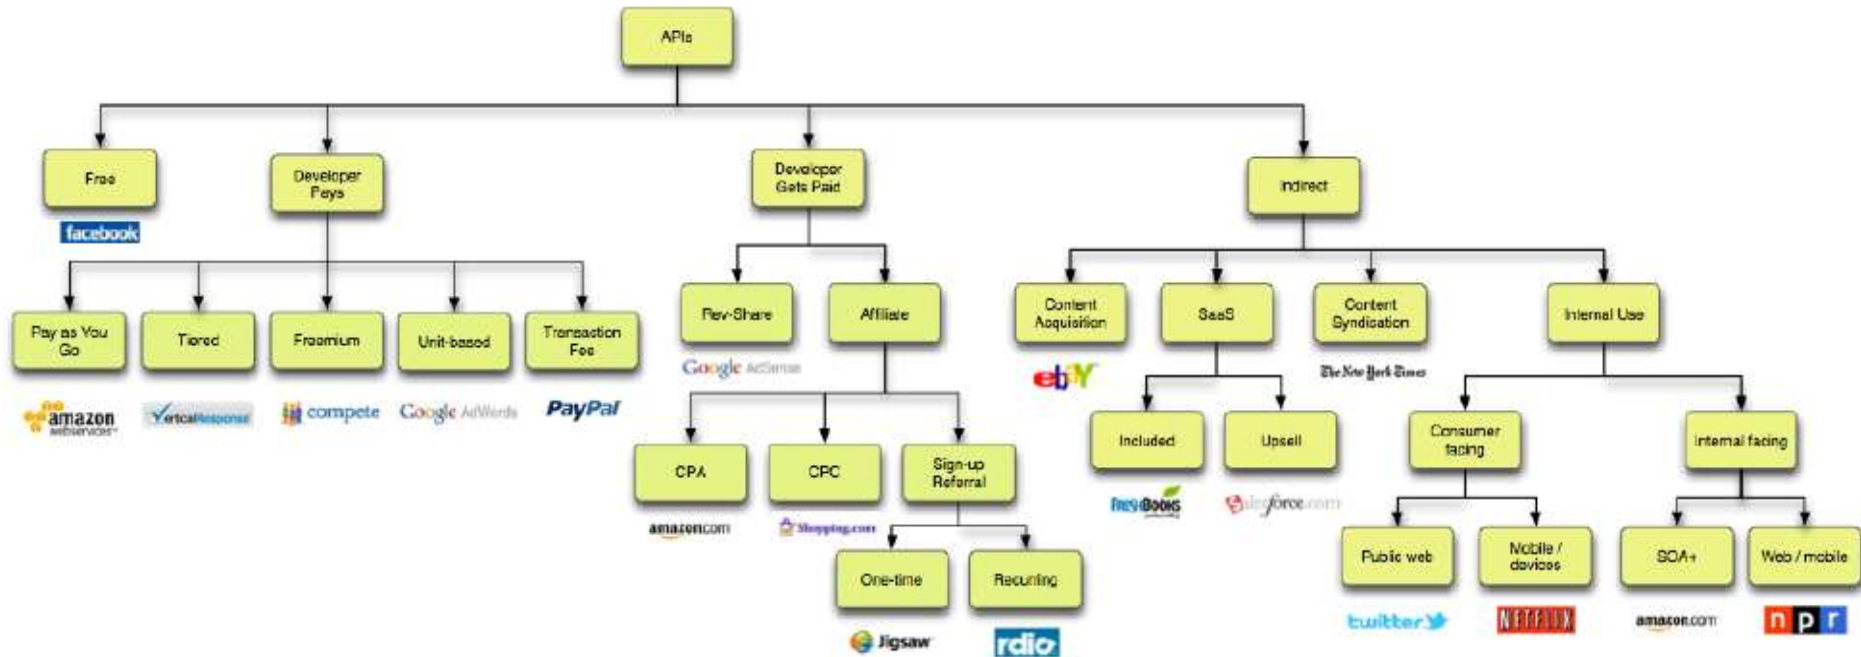 APIs
Free
Developer
Pays
Developer
Gets Paid
Indirect
facebook
Pay as You
Go
Tiered
Freemium
Unit-based
Transaction
Fee
Rev-Share
Affiliate
Content
Acquisition
SaaS
Content
Syndication
Internal Use
amazon
webservices™
VerticalResponse
compete
Google AdWords
PayPal
Google AdSense
ebY
The New York Times
CPA
CPC
Sign-up
Referral
Included
Upsell
Consumer
facing
Internal facing
amazon.com
Shopping.com
FreshBooks
salesforce.com
One-time
Recurring
Public web
Mobile /
devices
SOA+
Web / mobile
Jigsaw
rdio
twitter
NETFLIX
amazon.com
n p r